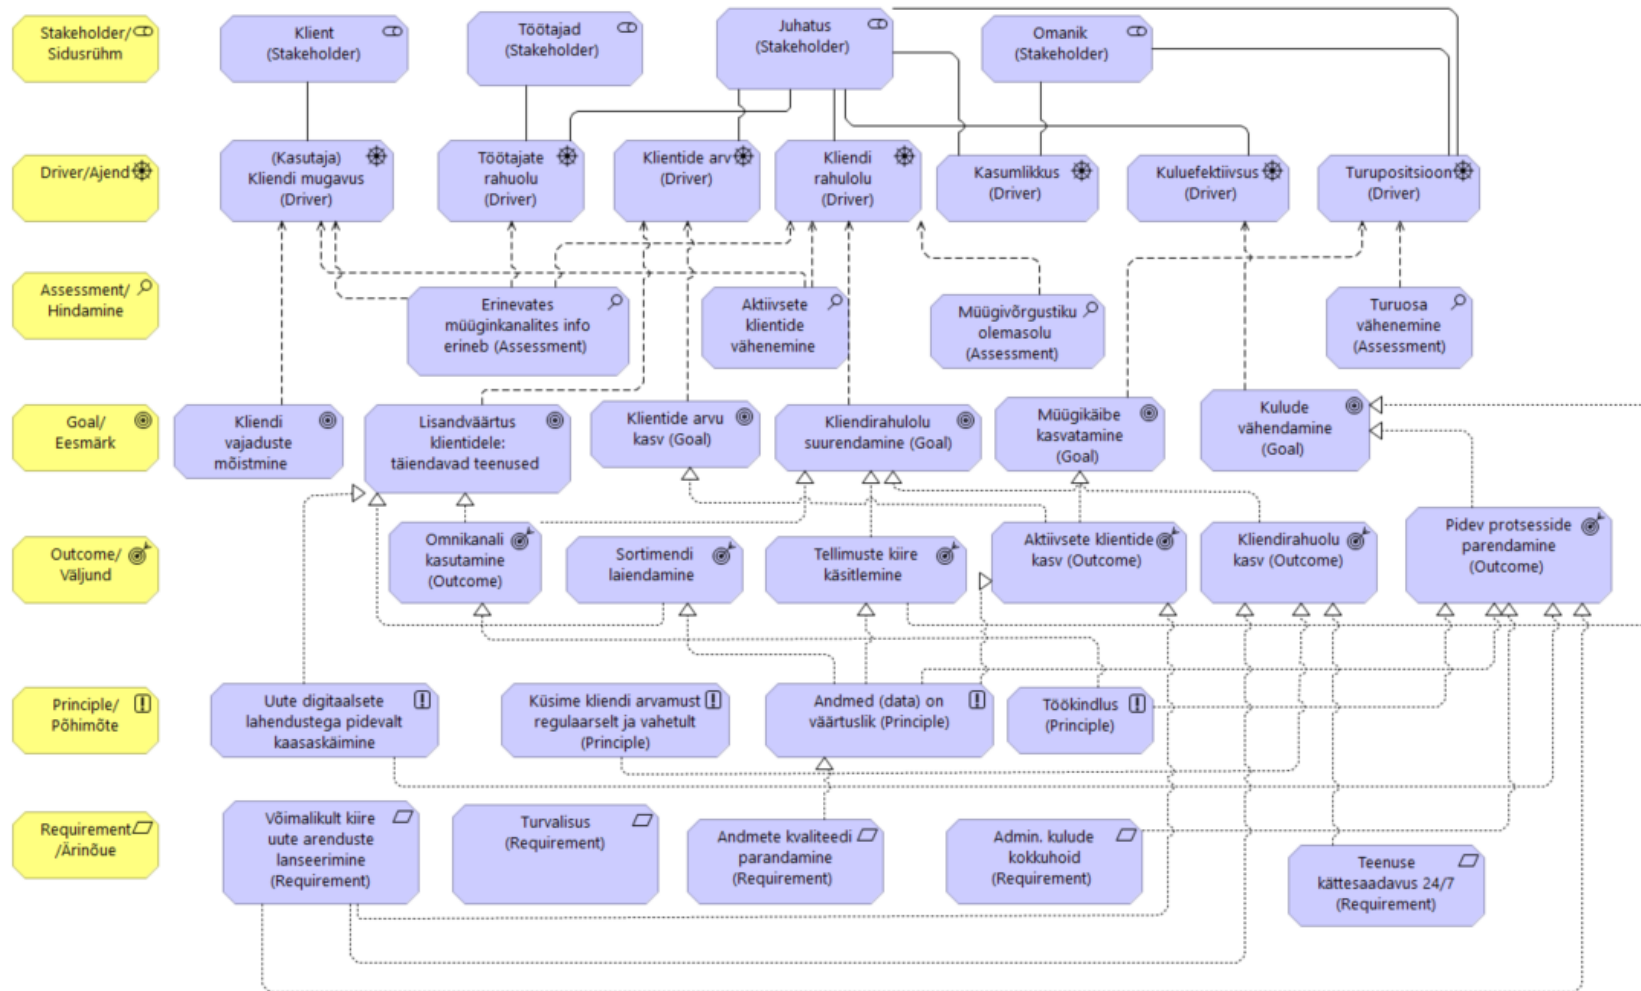 Stakeholder/
Sidusrühm
Klient
(Stakeholder)
Töötajad
(Stakeholder)
Juhatus
(Stakeholder)
Omanik
(Stakeholder)
Driver/Ajend
(Kasutaja)
Kliendi mugavus
(Driver)
Töötajate
rahuolu
(Driver)
Klientide arv
(Driver)
Kliendi
rahulolu
(Driver)
Kasumlikkus
(Driver)
Kuluefektiivsus
(Driver)
Turupositsioon
(Driver)
Assessment/
Hindamine
Erinevates
müüginkanalites info
erineb (Assessment)
Aktiivsete
klientide
vähenemine
Müügivõrgustiku
olemasolu
(Assessment)
Turuosa
vähenemine
(Assessment)
Goal/
Eesmärk
Kliendi
vajaduste
mõistmine
Lisandväärtus
klientidele:
täiendavad teenused
Klientide arvu
kasv (Goal)
Kliendirahulolu
suurendamine (Goal)
Müügikäibe
kasvatamine
(Goal)
Kulude
vähendamine
(Goal)
Outcome/
Väljund
Omnikanali
kasutamine
(Outcome)
Sortimendi
laiendamine
Tellimuste kiire
käsitlemine
Aktiivsete klientide
kasv (Outcome)
Kliendirahuolu
kasv (Outcome)
Pidev protsesside
parendamine
(Outcome)
Principle/
Põhimõte
Uute digitaalsete
lahendustega pidevalt
kaasaskäimine
Küsime kliendi arvamust
regulaarselt ja vahetult
(Principle)
Andmed (data) on
väärtuslik (Principle)
Töökindlus
(Principle)
Requirement
/Ärinõue
Võimalikult kiire
uute arenduste
lanseerimine
(Requirement)
Turvalisus
(Requirement)
Andmete kvaliteedi
parandamine
(Requirement)
Admin. kulude
kokkuhoid
(Requirement)
Teenuse
kättesaadavus 24/7
(Requirement)